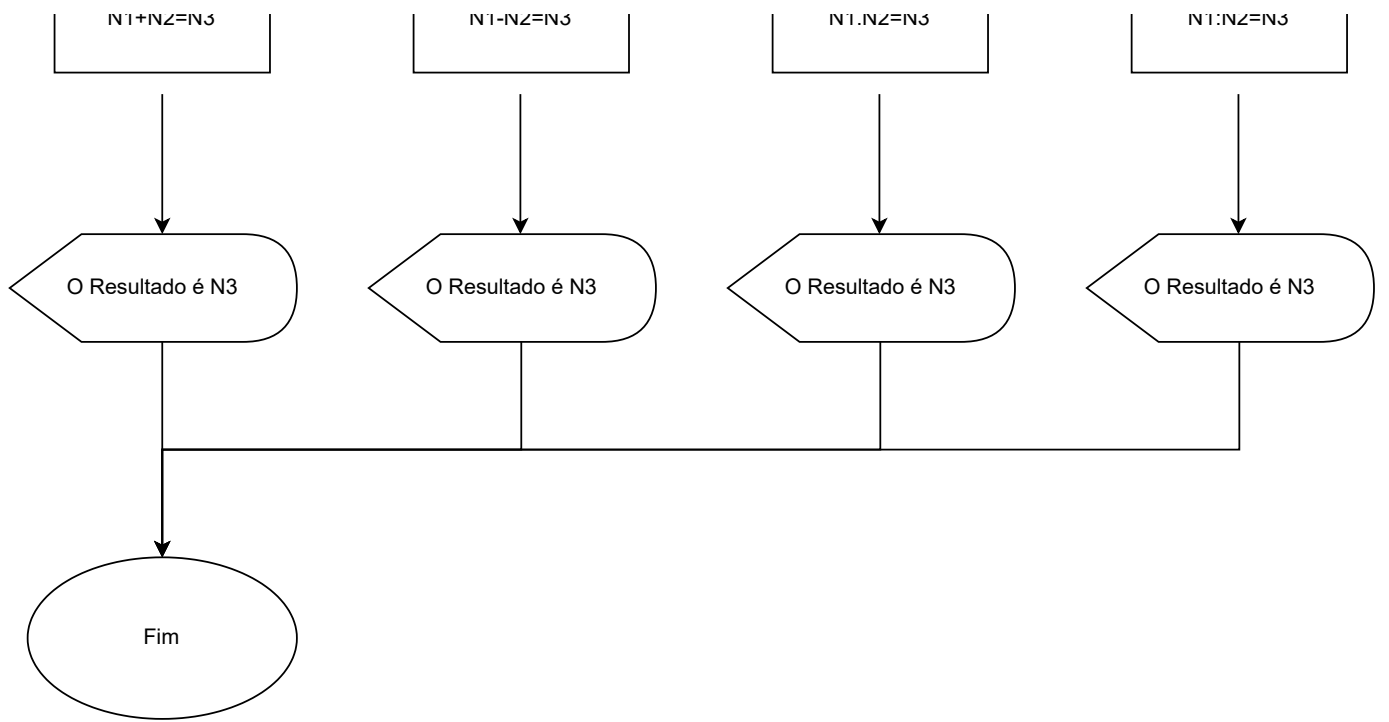 N1+N2=N3
N1-N2=N3
N1.N2=N3
N1:N2=N3
O Resultado é N3
O Resultado é N3
O Resultado é N3
O Resultado é N3
Fim